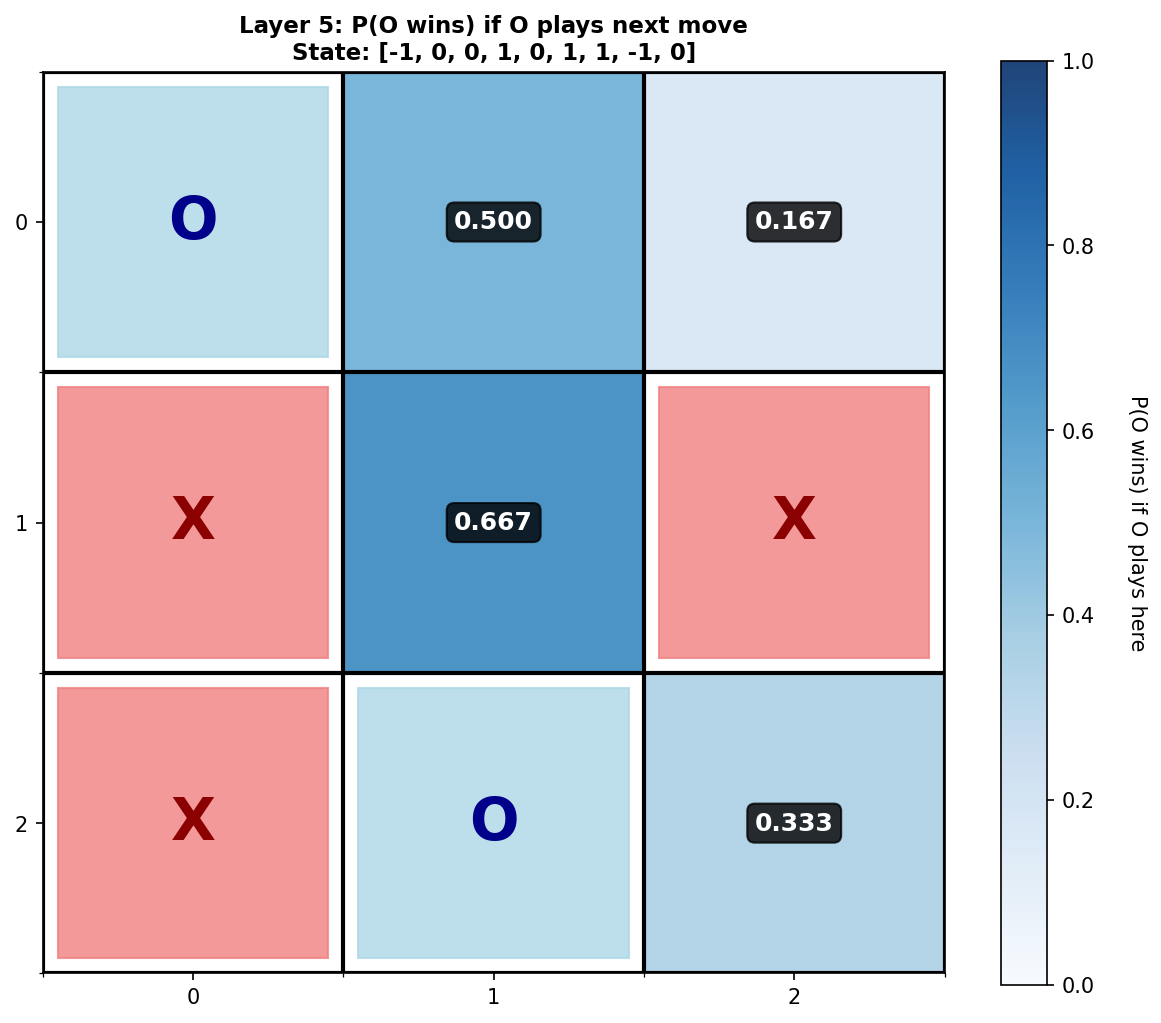 Layer 5: P(O wins) if O plays next move
State: [-1, 0, 0, 1, 0, 1, 1, -1, 0]
0
O
0.500
0.167
1
X
0.667
X
2
X
O
0.333
0
1
2
1.0
0.8
0.6
0.4
0.2
0.0
P(O wins) if O plays here